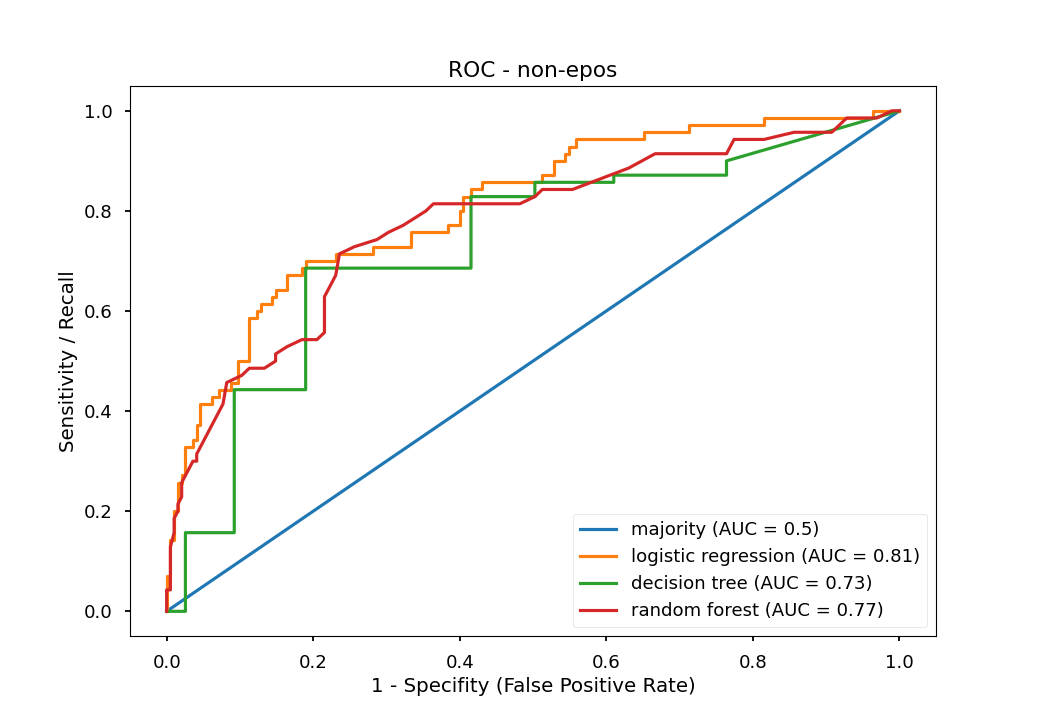 ROC - non-epos
Sensitivity / Recall
1.0
0.8
0.6
0.4
0.2
0.0
majority (AUC = 0.5)
logistic regression (AUC = 0.81)
decision tree (AUC = 0.73)
random forest (AUC = 0.77)
0.0 0.2 0.4 0.6 0.8 1.0
1 - Specifity (False Positive Rate)